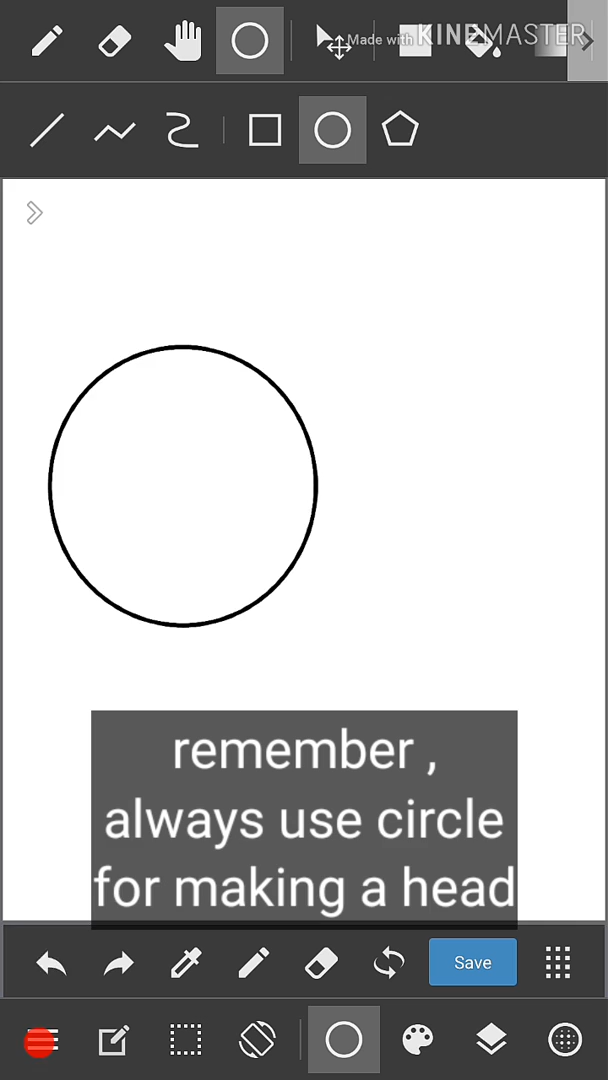 Made with KINEMASTER
remember ,
always use circle
for making a head
Save